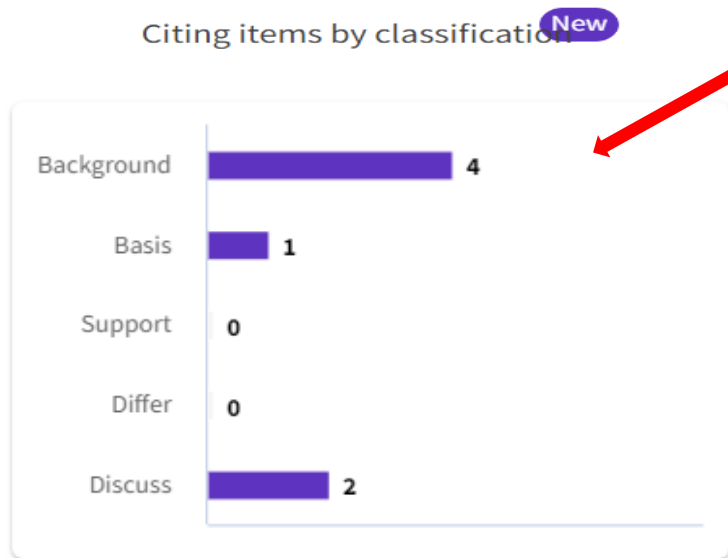 Citing items by classification New
Background 4
Basis 1
Support 0
Differ 0
Discuss 2